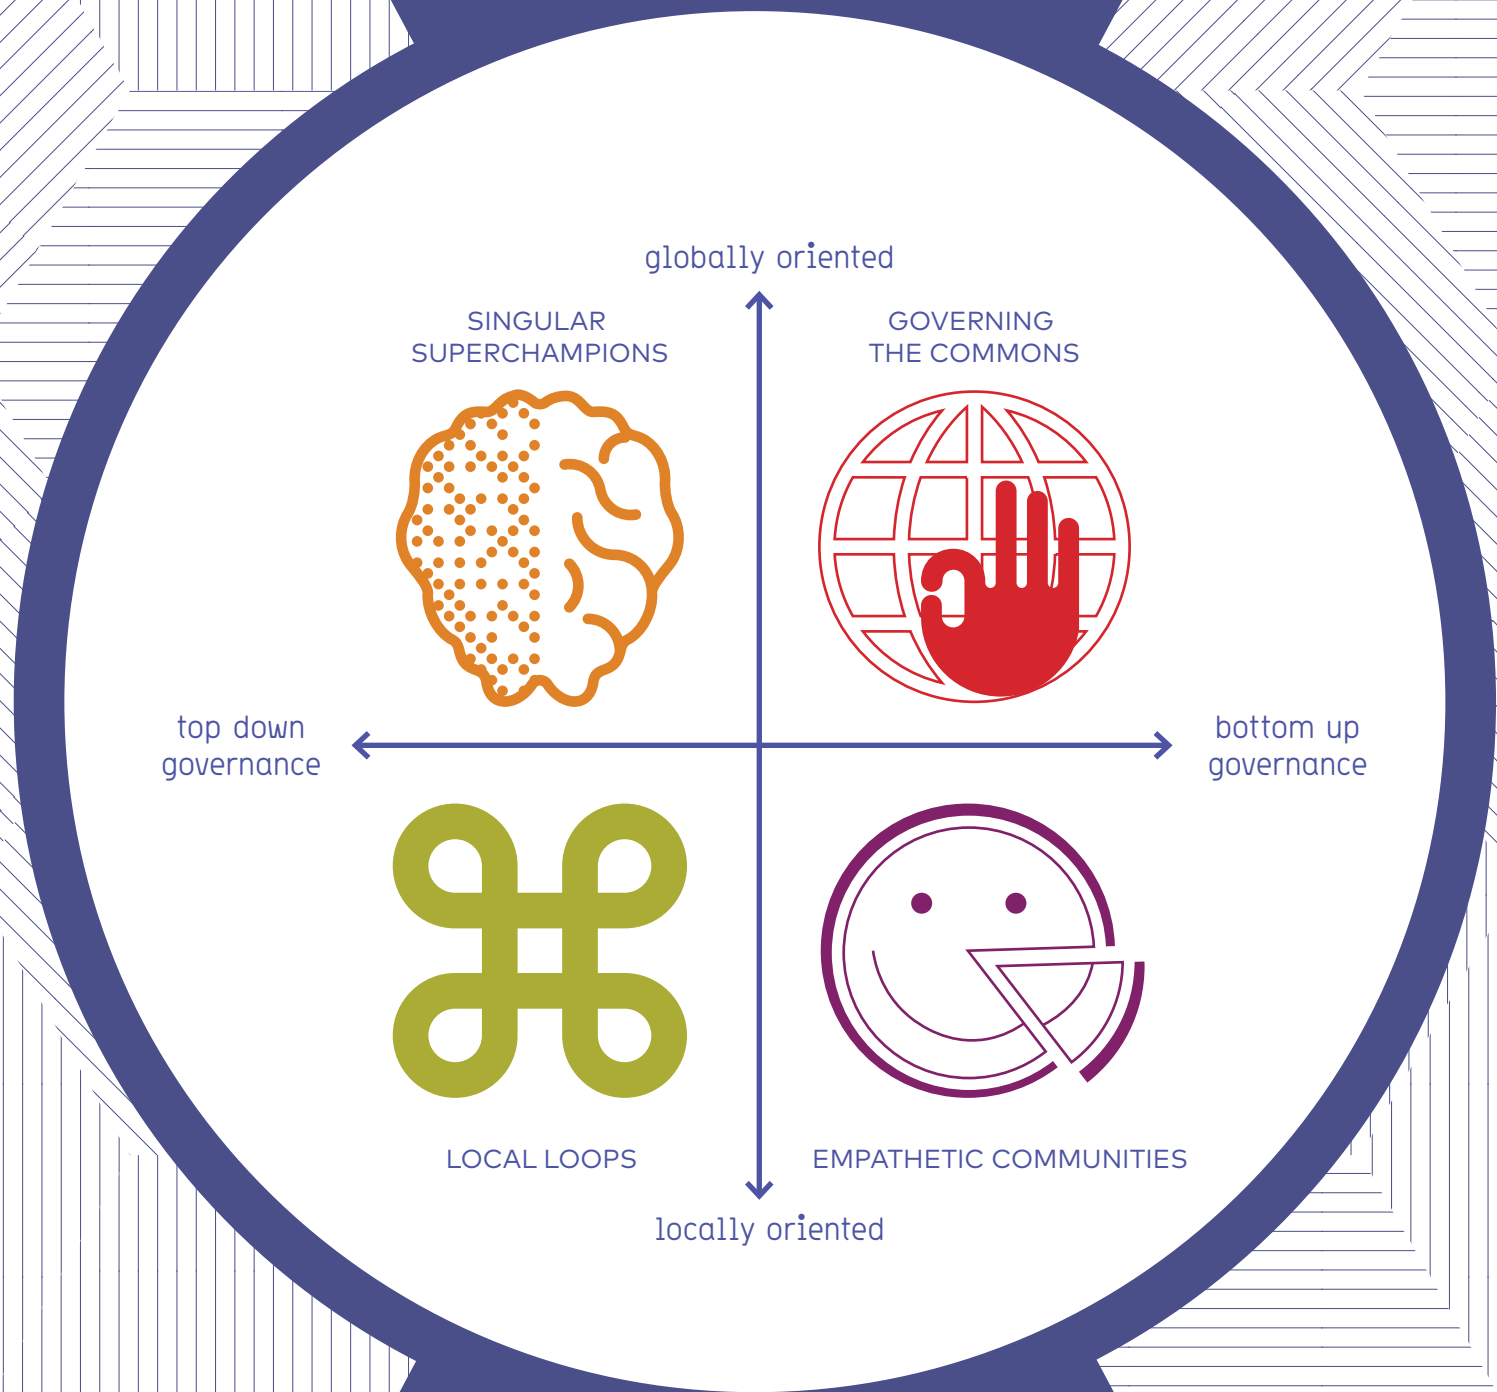 globally oriented
SINGULAR
SUPERCHAMPIONS
GOVERNING
THE COMMONS
top down
governance
bottom up
governance
LOCAL LOOPS
EMPATHETIC COMMUNITIES
locally oriented